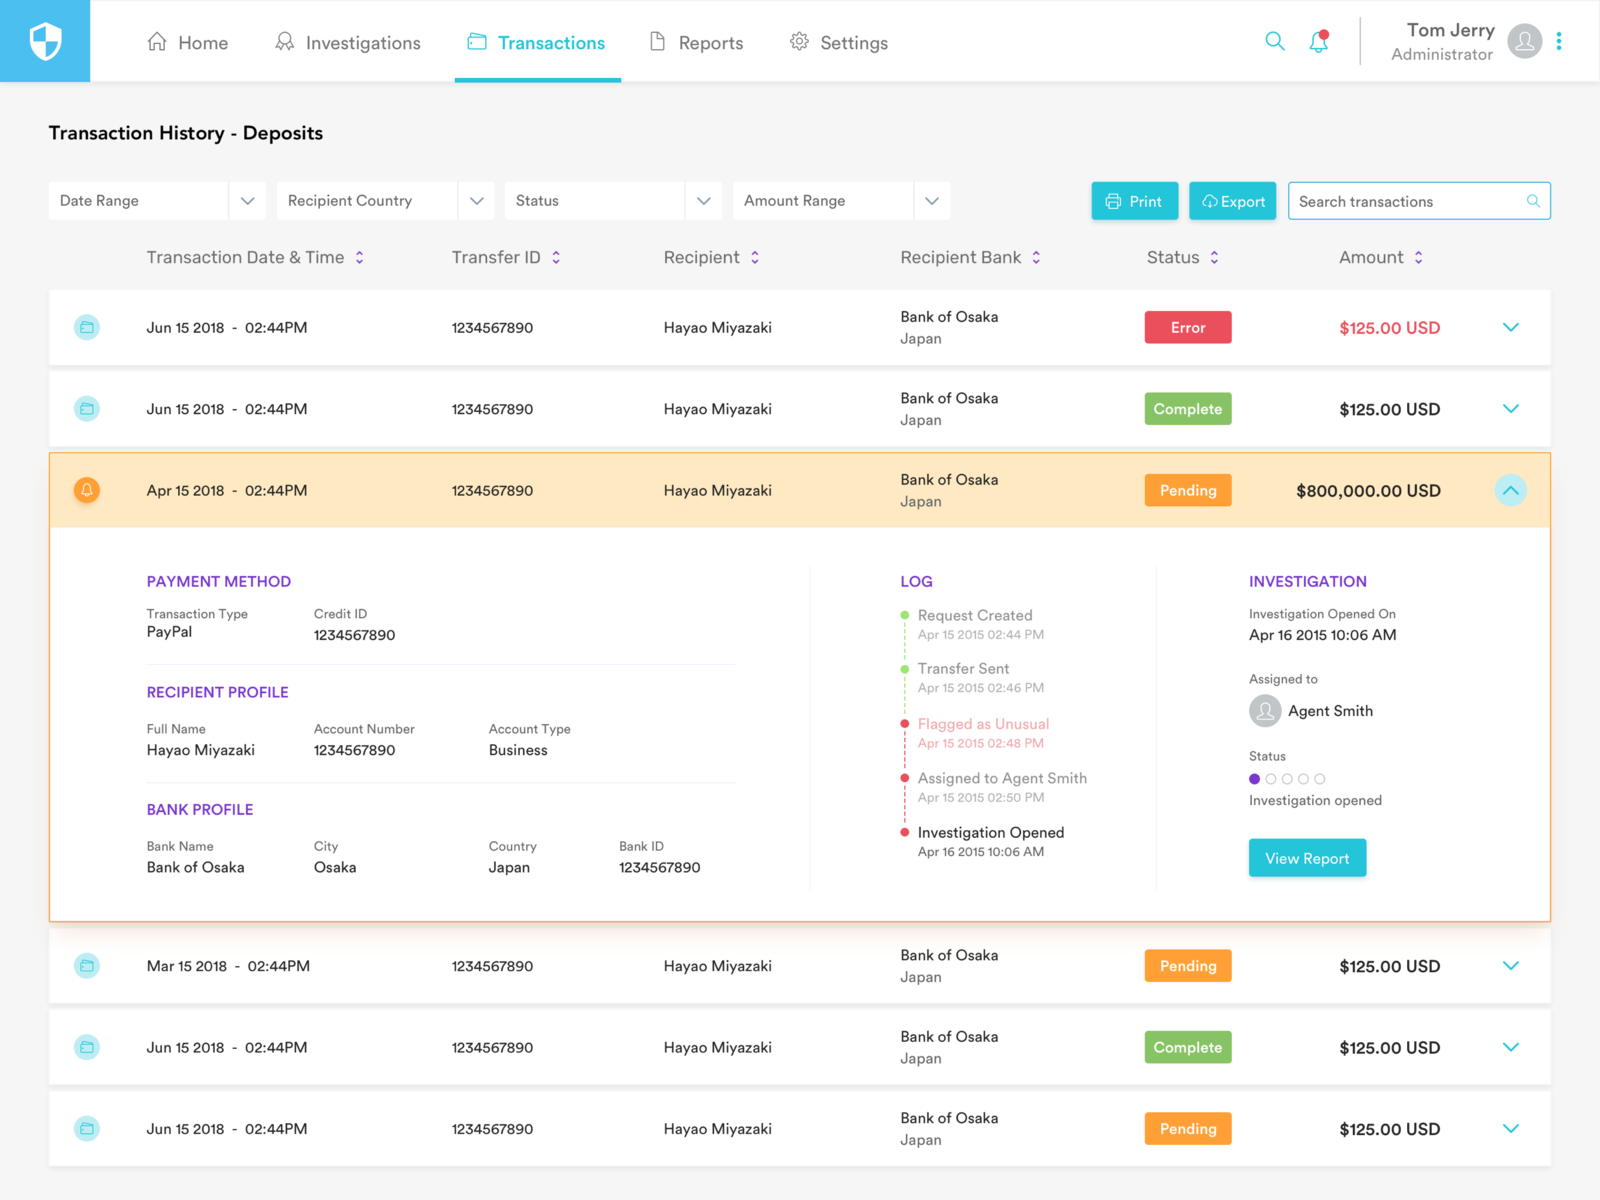 Home
Investigations
Transactions
Reports
Settings
Tom Jerry
Administrator
Transaction History - Deposits
Date Range
Recipient Country
Status
Amount Range
Print
Export
Search transactions
Transaction Date & Time
Transfer ID
Recipient
Recipient Bank
Status
Amount
Jun 15 2018 - 02:44PM
1234567890
Hayao Miyazaki
Bank of Osaka
Japan
Error
$125.00 USD
Jun 15 2018 - 02:44PM
1234567890
Hayao Miyazaki
Bank of Osaka
Japan
Complete
$125.00 USD
Apr 15 2018 - 02:44PM
1234567890
Hayao Miyazaki
Bank of Osaka
Japan
Pending
$800,000.00 USD
PAYMENT METHOD
Transaction Type
PayPal
Credit ID
1234567890
RECIPIENT PROFILE
Full Name
Hayao Miyazaki
Account Number
1234567890
Account Type
Business
BANK PROFILE
Bank Name
Bank of Osaka
City
Osaka
Country
Japan
Bank ID
1234567890
LOG
Request Created
Apr 15 2015 02:44 PM
Transfer Sent
Apr 15 2015 02:46 PM
Flagged as Unusual
Apr 15 2015 02:48 PM
Assigned to Agent Smith
Apr 15 2015 02:50 PM
Investigation Opened
Apr 16 2015 10:06 AM
INVESTIGATION
Investigation Opened On
Apr 16 2015 10:06 AM
Assigned to
Agent Smith
Status
Investigation opened
View Report
Mar 15 2018 - 02:44PM
1234567890
Hayao Miyazaki
Bank of Osaka
Japan
Pending
$125.00 USD
Jun 15 2018 - 02:44PM
1234567890
Hayao Miyazaki
Bank of Osaka
Japan
Complete
$125.00 USD
Jun 15 2018 - 02:44PM
1234567890
Hayao Miyazaki
Bank of Osaka
Japan
Pending
$125.00 USD